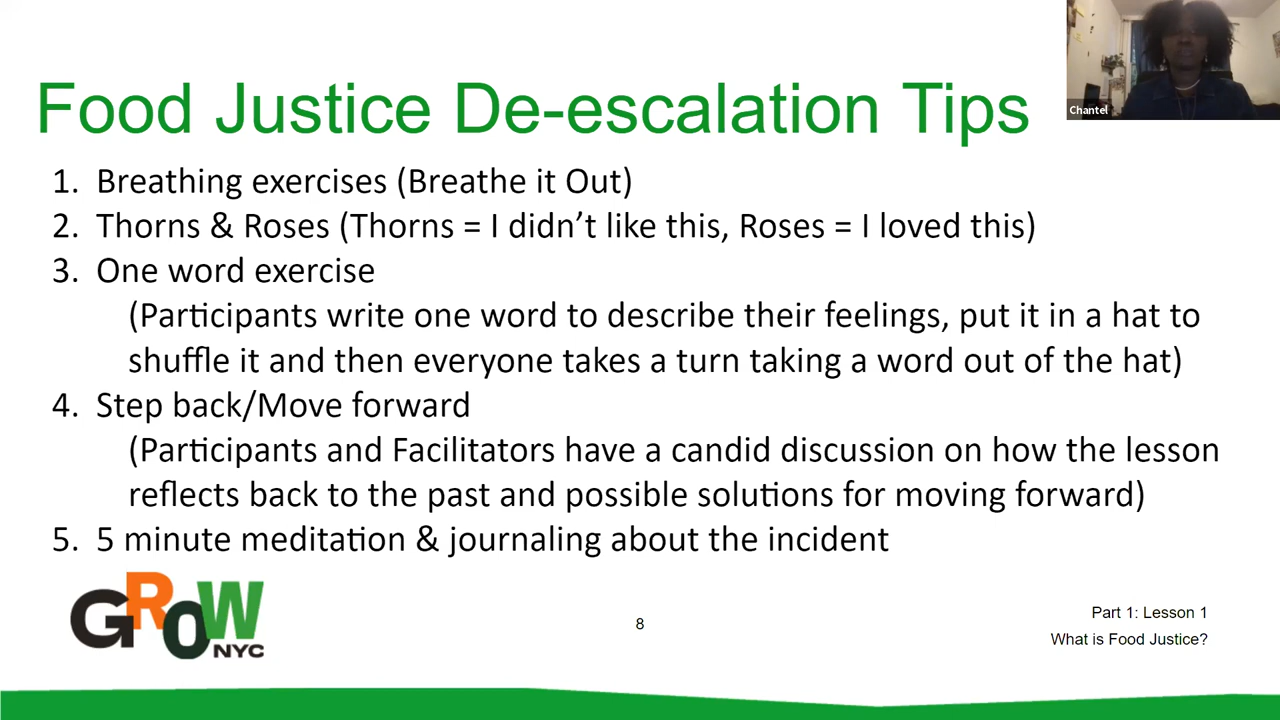 Chantel
Food Justice De-escalation Tips
1. Breathing exercises (Breathe it Out)
2. Thorns & Roses (Thorns = I didn’t like this, Roses = I loved this)
3. One word exercise
(Participants write one word to describe their feelings, put it in a hat to
shuffle it and then everyone takes a turn taking a word out of the hat)
4. Step back/Move forward
(Participants and Facilitators have a candid discussion on how the lesson
reflects back to the past and possible solutions for moving forward)
5. 5 minute meditation & journaling about the incident
GROW
NYC
8
Part 1: Lesson 1
What is Food Justice?